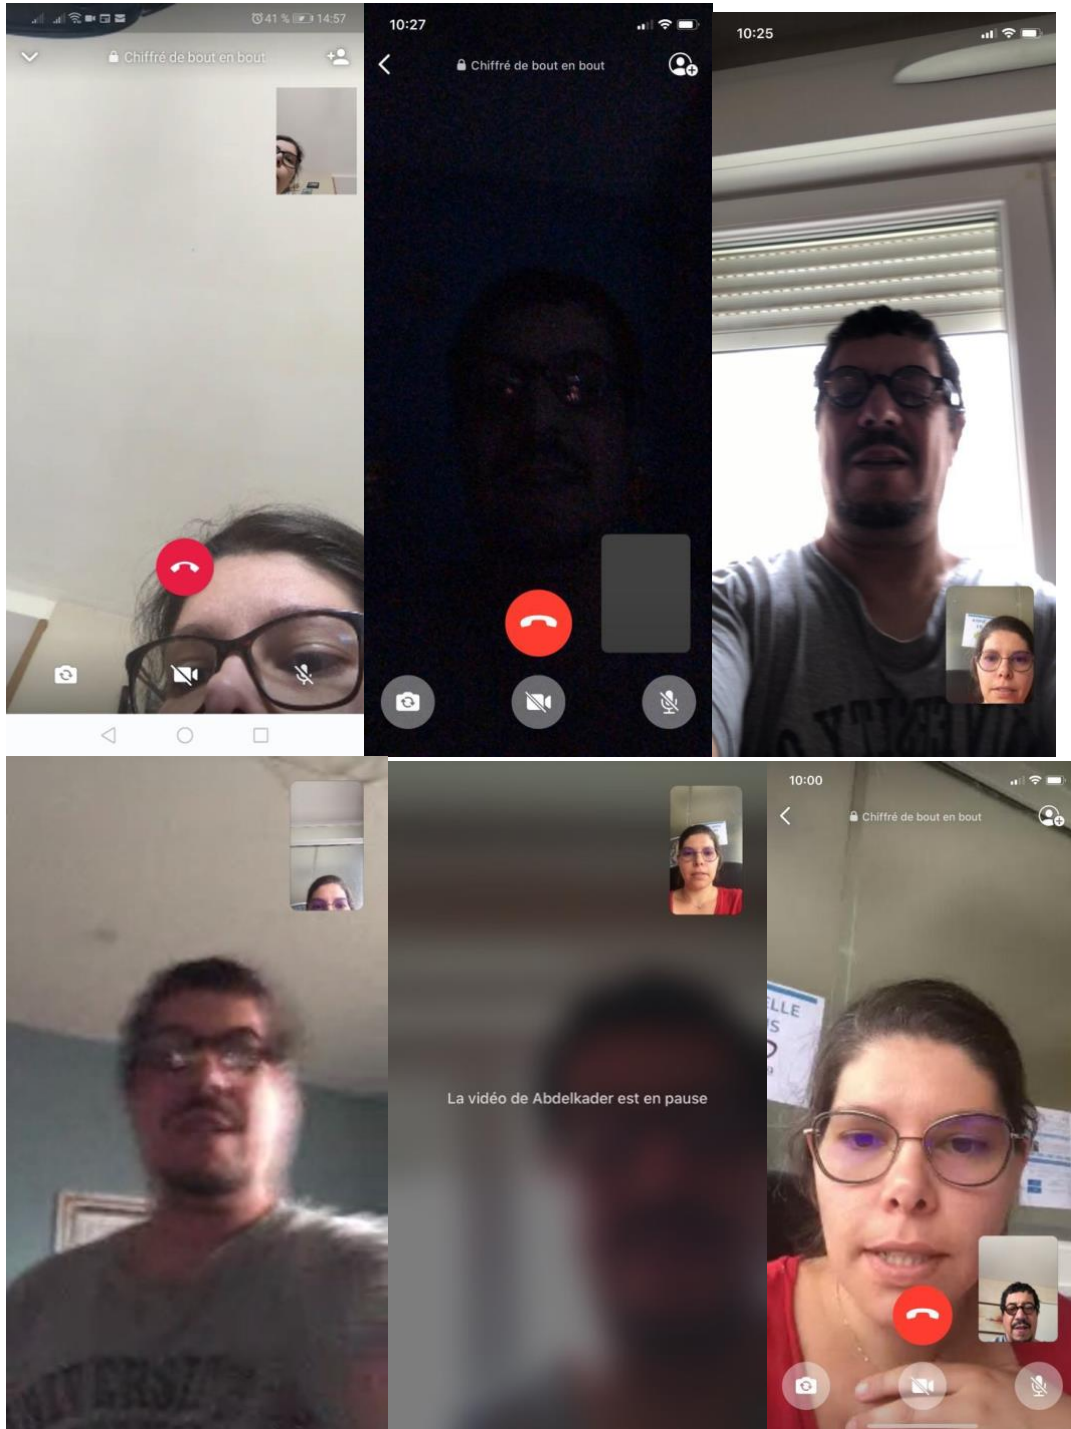 41 % 14:57
Chiffré de bout en bout
10:27
Chiffré de bout en bout
10:25
La vidéo de Abdelkader est en pause
10:00
Chiffré de bout en bout
ELLE